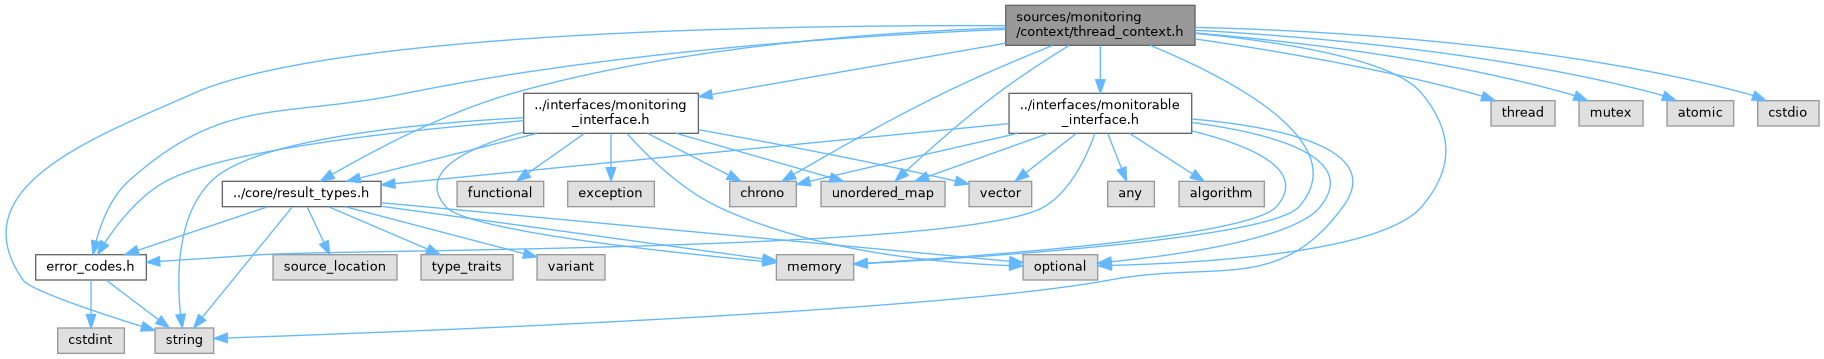 sources/monitoring
/context/thread_context.h
../interfaces/monitoring
_interface.h
../interfaces/monitorable
_interface.h
thread
mutex
atomic
cstdio
../core/result_types.h
functional
exception
chrono
unordered_map
vector
any
algorithm
error_codes.h
source_location
type_traits
variant
memory
optional
cstdint
string